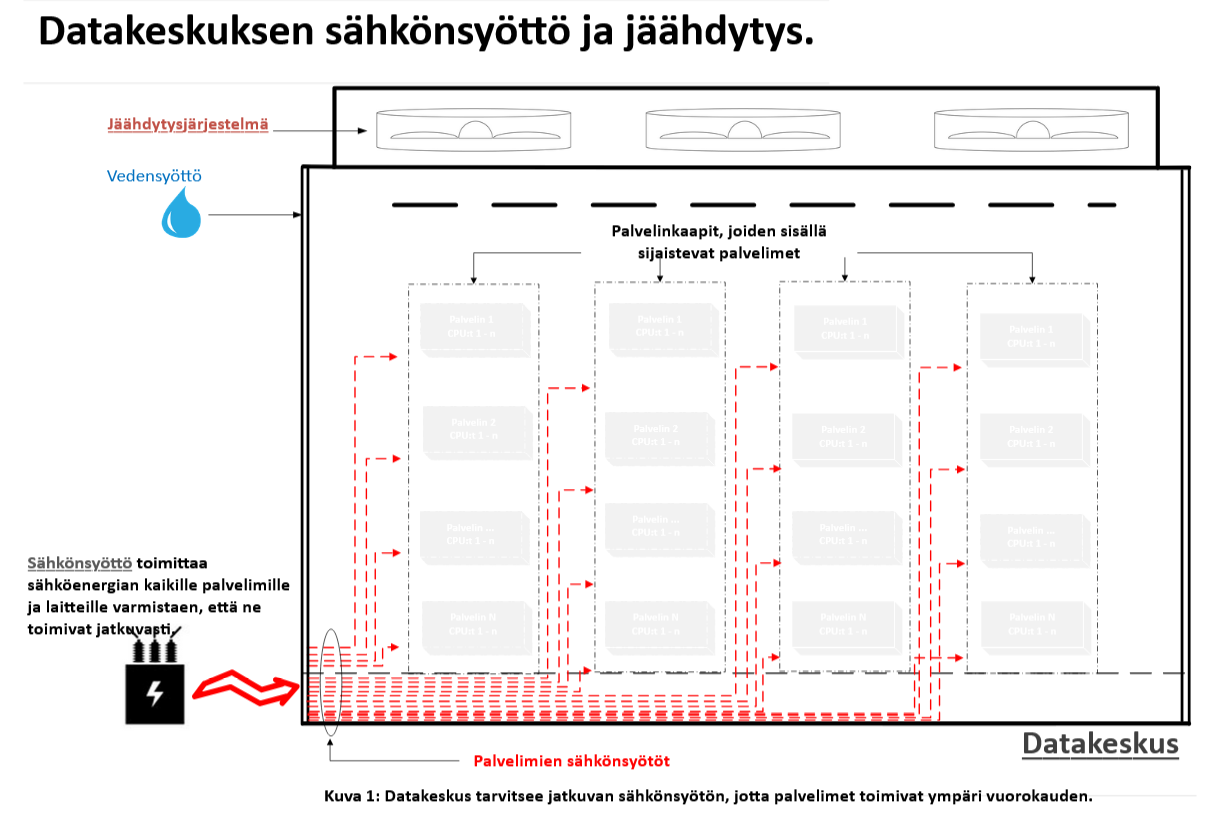 Datakeskuksen sähkönsyöttö ja jäähdytys.
Jäähdytysjärjestelmä
Vedensyöttö
Palvelinkaapit, joiden sisällä
sijaistevat palvelimet
Palvelin 1
CPU:t 1 - n
Palvelin 1
CPU:t 1 - n
Palvelin 1
CPU:t 1 - n
Palvelin 1
CPU:t 1 - n
Palvelin 2
CPU:t 1 - n
Palvelin 2
CPU:t 1 - n
Palvelin 2
CPU:t 1 - n
Palvelin 2
CPU:t 1 - n
Palvelin ...
CPU:t 1 - n
Palvelin ...
CPU:t 1 - n
Palvelin ...
CPU:t 1 - n
Palvelin ...
CPU:t 1 - n
Palvelin N
CPU:t 1 - n
Palvelin N
CPU:t 1 - n
Palvelin N
CPU:t 1 - n
Palvelin N
CPU:t 1 - n
Sähkönsyöttö toimittaa
sähköenergian kaikille palvelimille
ja laitteille varmistaen, että ne
toimivat jatkuvasti.
Datakeskus
Palvelimien sähkönsyötöt
Kuva 1: Datakeskus tarvitsee jatkuvan sähkönsyötön, jotta palvelimet toimivat ympäri vuorokauden.